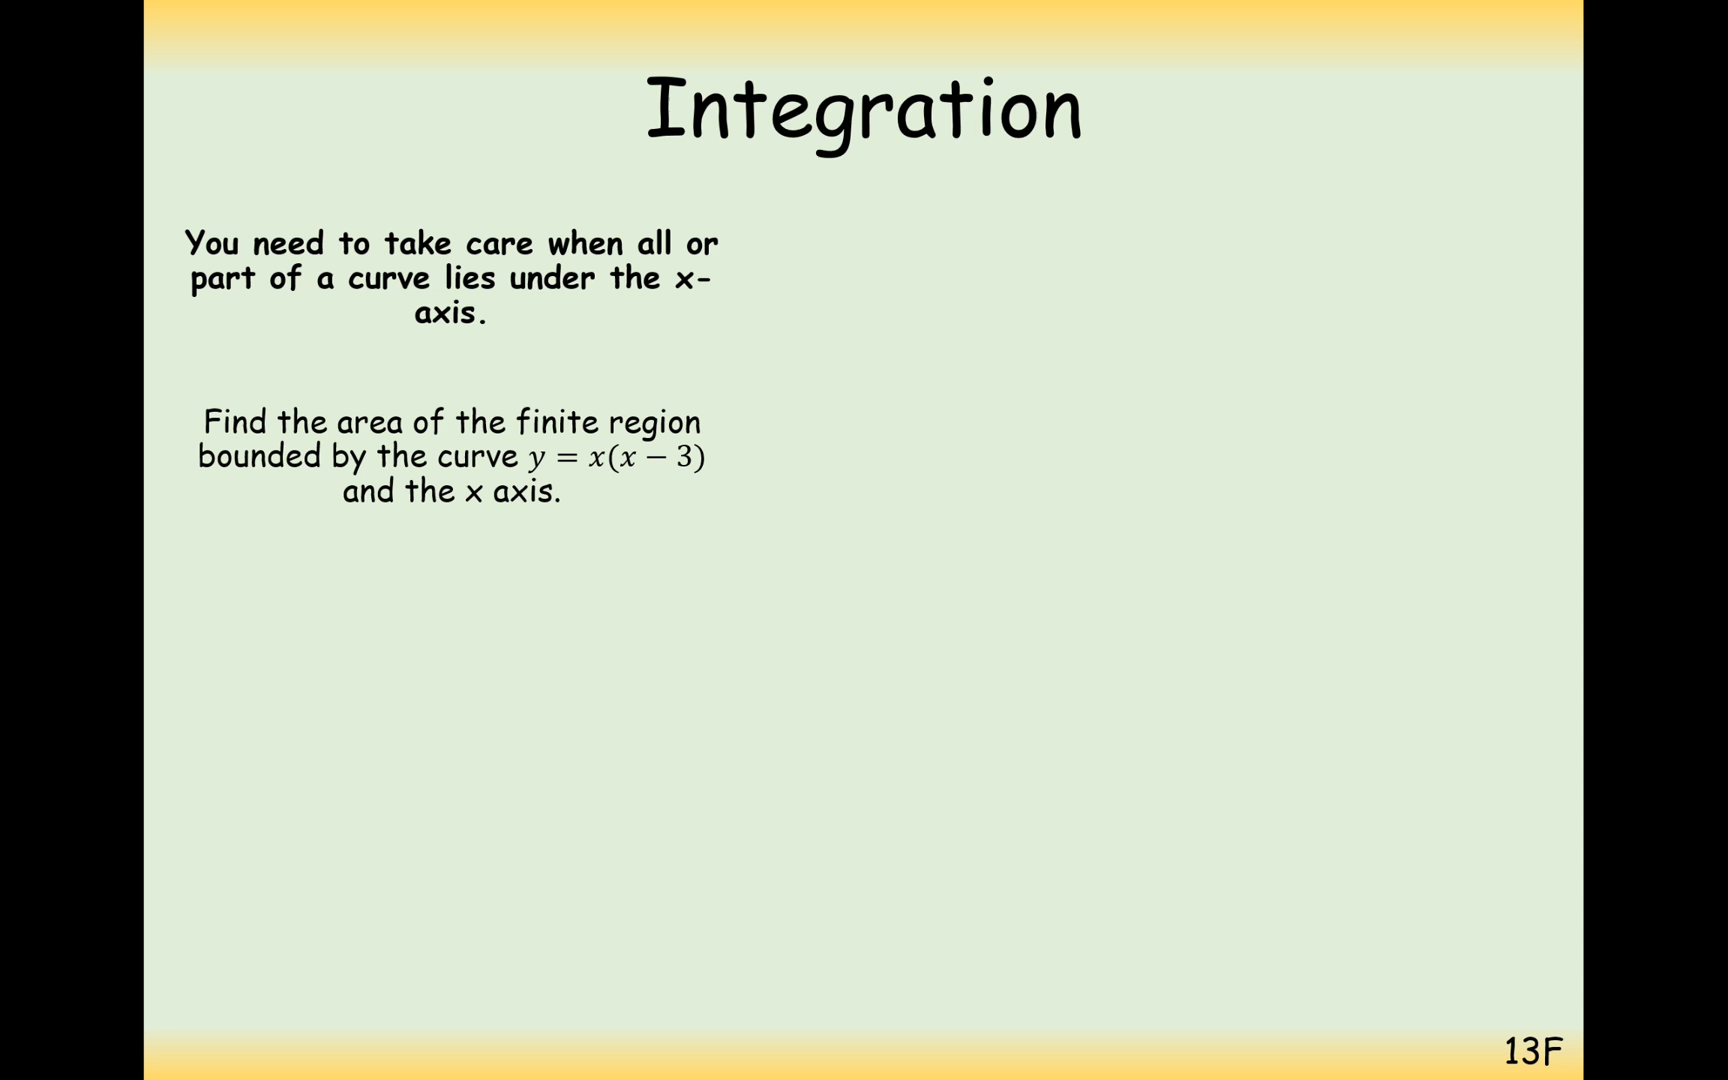 Integration
You need to take care when all or
part of a curve lies under the x-
axis.
Find the area of the finite region
bounded by the curve y = x(x − 3)
and the x axis.
13F